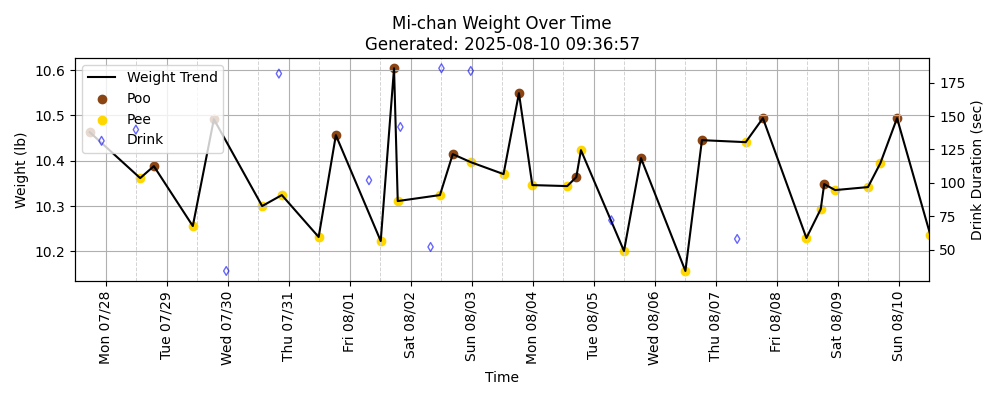 Mi-chan Weight Over Time
Generated: 2025-08-10 09:36:57
Weight Trend
Poo
Pee
Drink
Weight (lb)
10.6
10.5
10.4
10.3
10.2
175
150
125
100
75
50
Drink Duration (sec)
Mon 07/28
Tue 07/29
Wed 07/30
Thu 07/31
Fri 08/01
Sat 08/02
Sun 08/03
Mon 08/04
Tue 08/05
Wed 08/06
Thu 08/07
Fri 08/08
Sat 08/09
Sun 08/10
Time